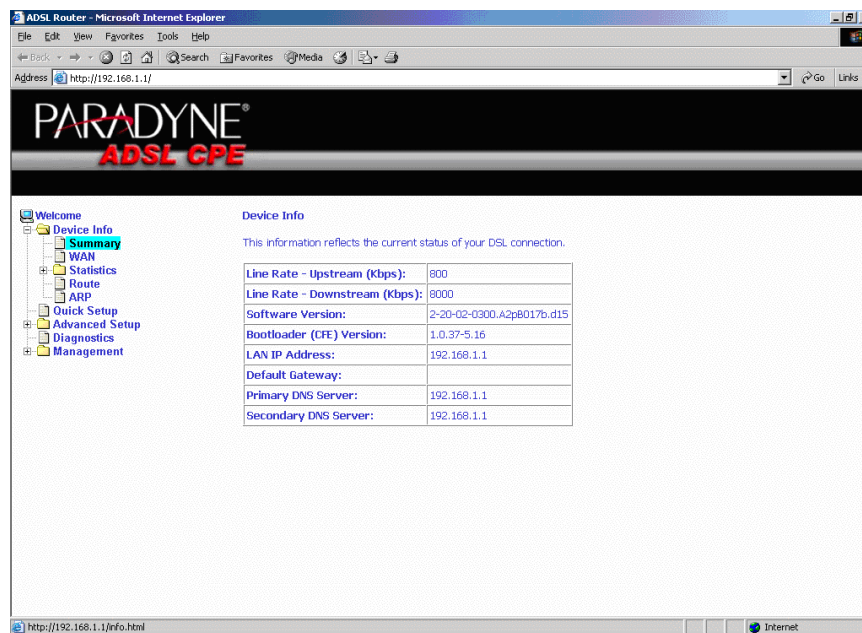 ADSL Router - Microsoft Internet Explorer
File Edit View Favorites Tools Help
Back Search Favorites Media
Address http://192.168.1.1/ Go Links
PARADYNE®
ADSL CPE
Welcome
Device Info
Summary
WAN
Statistics
Route
ARP
Quick Setup
Advanced Setup
Diagnostics
Management
Device Info
This information reflects the current status of your DSL connection.
Line Rate - Upstream (Kbps): 800
Line Rate - Downstream (Kbps): 8000
Software Version: 2-20-02-0300.A2pB017b.d15
Bootloader (CFE) Version: 1.0.37-5.16
LAN IP Address: 192.168.1.1
Default Gateway:
Primary DNS Server: 192.168.1.1
Secondary DNS Server: 192.168.1.1
http://192.168.1.1/info.html Internet